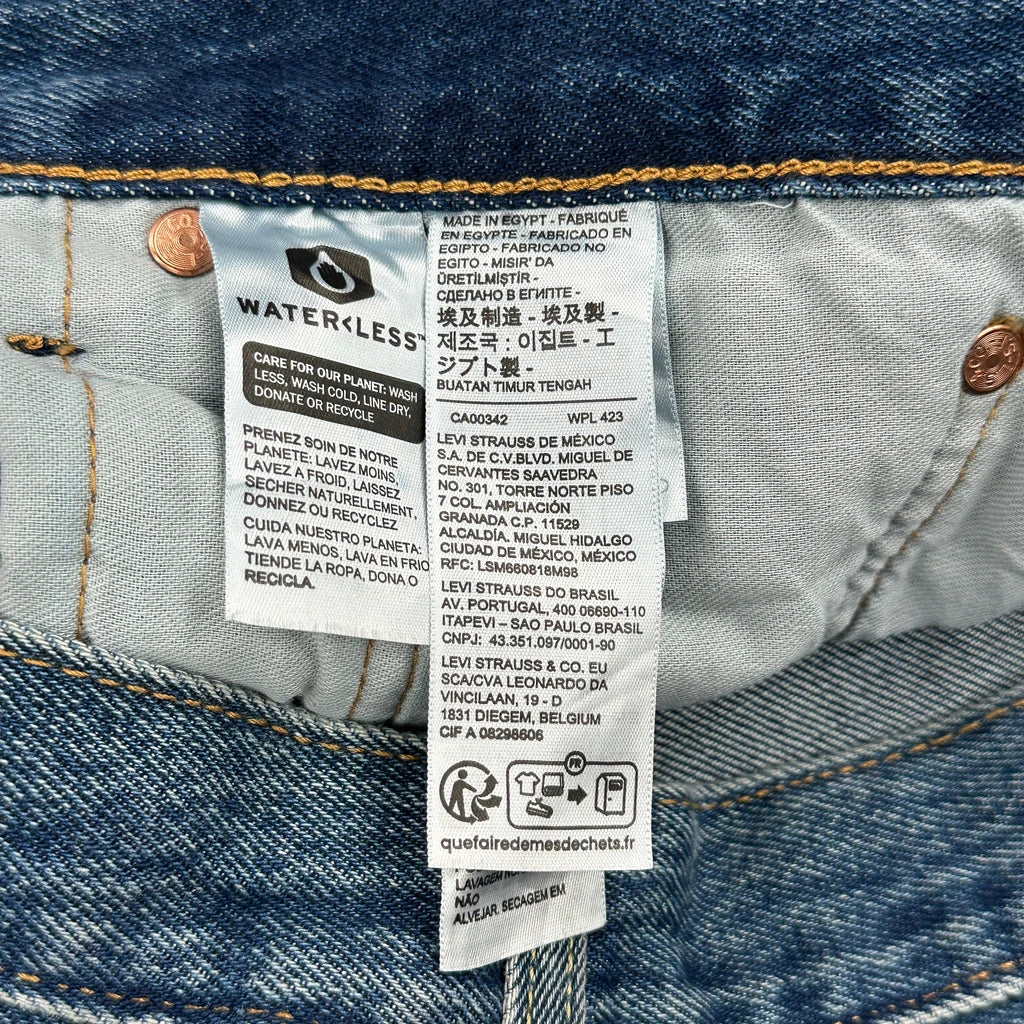 WATER<LESS™
CARE FOR OUR PLANET: WASH
LESS, WASH COLD, LINE DRY,
DONATE OR RECYCLE
PRENEZ SOIN DE NOTRE
PLANETE: LAVEZ MOINS,
LAVEZ A FROID, LAISSEZ
SECHER NATURELLEMENT,
DONNEZ OU RECYCLEZ
CUIDA NUESTRO PLANETA:
LAVA MENOS, LAVA EN FRIO
TIENDE LA ROPA, DONA O
RECICLA.
MADE IN EGYPT - FABRIQUÉ
EN EGYPTE - FABRICADO EN
EGIPTO - FABRICADO NO
EGITO - MISIR' DA
ÜRETİLMİŞTİR -
СДЕЛАНО В ЕГИПТЕ -
埃及制造 - 埃及製 -
제조국 : 이집트 - エ
ジプト製 -
BUATAN TIMUR TENGAH
CA00342 WPL 423
LEVI STRAUSS DE MÉXICO
S.A. DE C.V.BLVD. MIGUEL DE
CERVANTES SAAVEDRA
NO. 301, TORRE NORTE PISO
7 COL. AMPLIACIÓN
GRANADA C.P. 11529
ALCALDÍA. MIGUEL HIDALGO
CIUDAD DE MÉXICO, MÉXICO
RFC: LSM660818M98
LEVI STRAUSS DO BRASIL
AV. PORTUGAL, 400 06690-110
ITAPEVI – SAO PAULO BRASIL
CNPJ: 43.351.097/0001-90
LEVI STRAUSS & CO. EU
SCA/CVA LEONARDO DA
VINCILAAN, 19 - D
1831 DIEGEM, BELGIUM
CIF A 08298606
FR
quefairedemesdechets.fr
LAVAGEM
NÃO
ALVEJAR. SECAGEM EM